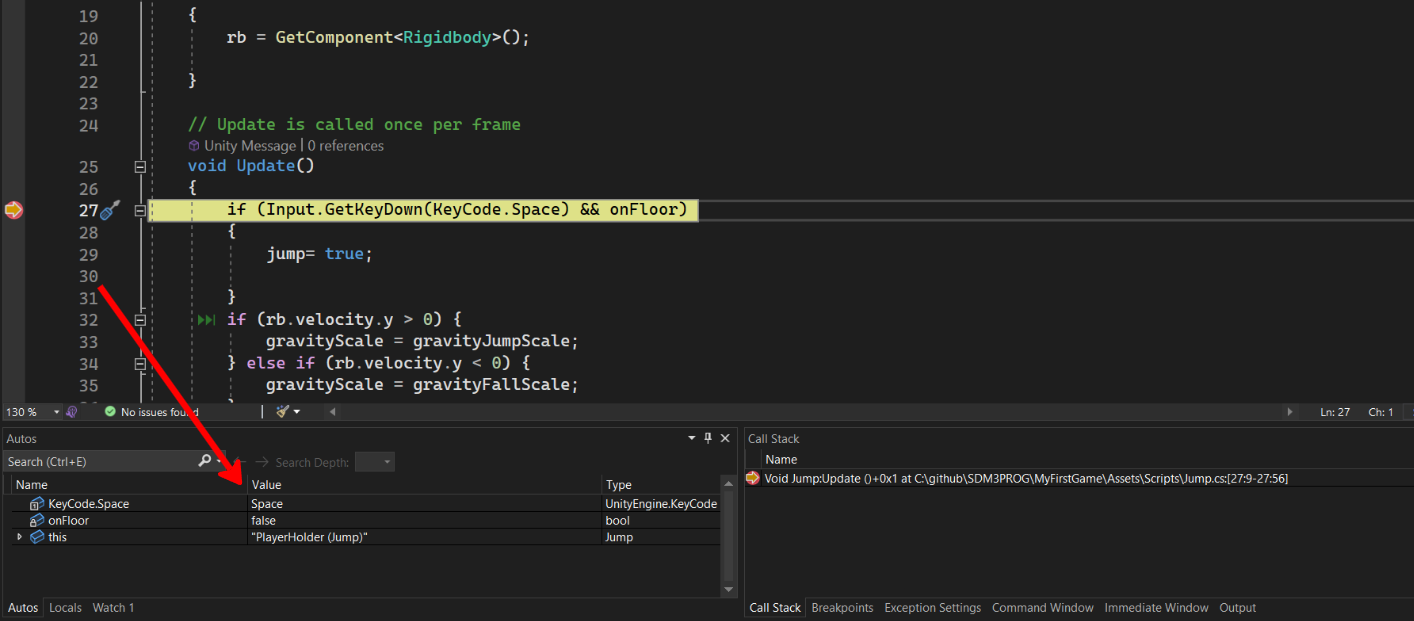 19 {
20 rb = GetComponent<Rigidbody>();
21
22 }
23
24 // Update is called once per frame
Unity Message | 0 references
25 void Update()
26 {
27 if (Input.GetKeyDown(KeyCode.Space) && onFloor)
28 {
29 jump= true;
30
31 }
32 if (rb.velocity.y > 0) {
33 gravityScale = gravityJumpScale;
34 } else if (rb.velocity.y < 0) {
35 gravityScale = gravityFallScale;
130 % No issues found Ln: 27 Ch: 1
Autos
Search (Ctrl+E) Search Depth:
Name Value Type
KeyCode.Space Space UnityEngine.KeyCode
onFloor false bool
this "PlayerHolder (Jump)" Jump
Autos Locals Watch 1
Call Stack
Name
Void Jump:Update ()+0x1 at C:\github\SDM3PROG\MyFirstGame\Assets\Scripts\Jump.cs:[27:9-27:56]
Call Stack Breakpoints Exception Settings Command Window Immediate Window Output